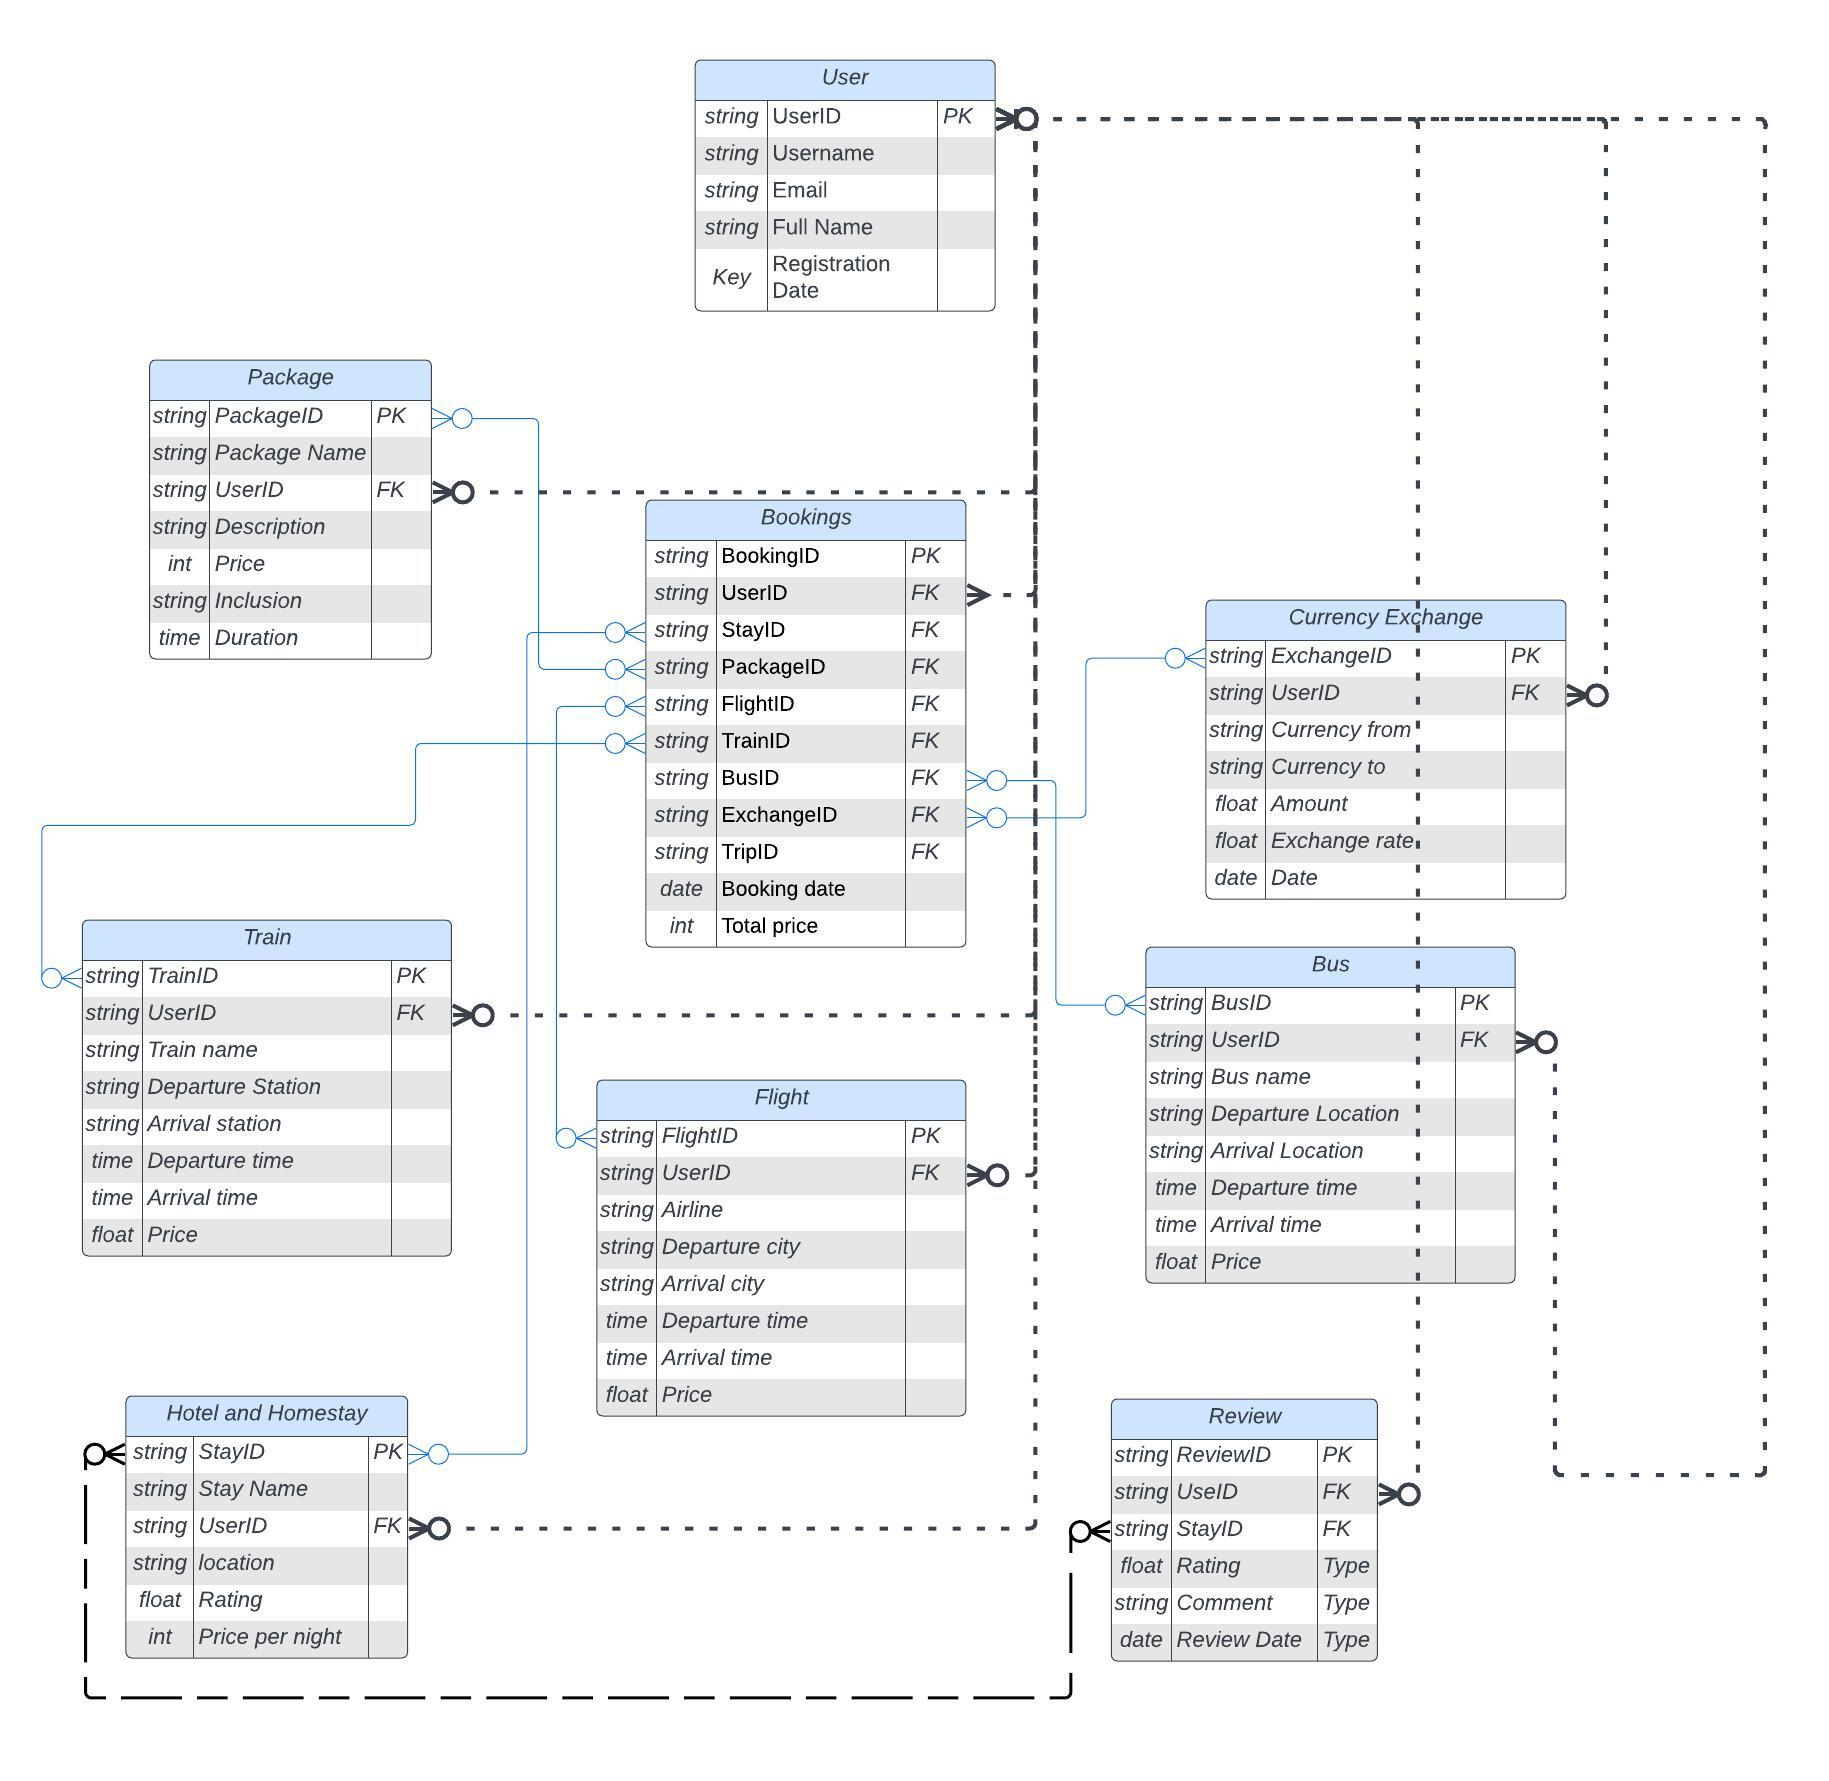 User
string UserID PK
string Username
string Email
string Full Name
Key Registration
Date
Package
string PackageID PK
string Package Name
string UserID FK
string Description
int Price
string Inclusion
time Duration
Bookings
string BookingID PK
string UserID FK
string StayID FK
string PackageID FK
string FlightID FK
string TrainID FK
string BusID FK
string ExchangeID FK
string TripID FK
date Booking date
int Total price
Currency Exchange
string ExchangeID PK
string UserID FK
string Currency from
string Currency to
float Amount
float Exchange rate
date Date
Train
string TrainID PK
string UserID FK
string Train name
string Departure Station
string Arrival station
time Departure time
time Arrival time
float Price
Bus
string BusID PK
string UserID FK
string Bus name
string Departure Location
string Arrival Location
time Departure time
time Arrival time
float Price
Flight
string FlightID PK
string UserID FK
string Airline
string Departure city
string Arrival city
time Departure time
time Arrival time
float Price
Hotel and Homestay
string StayID PK
string Stay Name
string UserID FK
string location
float Rating
int Price per night
Review
string ReviewID PK
string UseID FK
string StayID FK
float Rating Type
string Comment Type
date Review Date Type